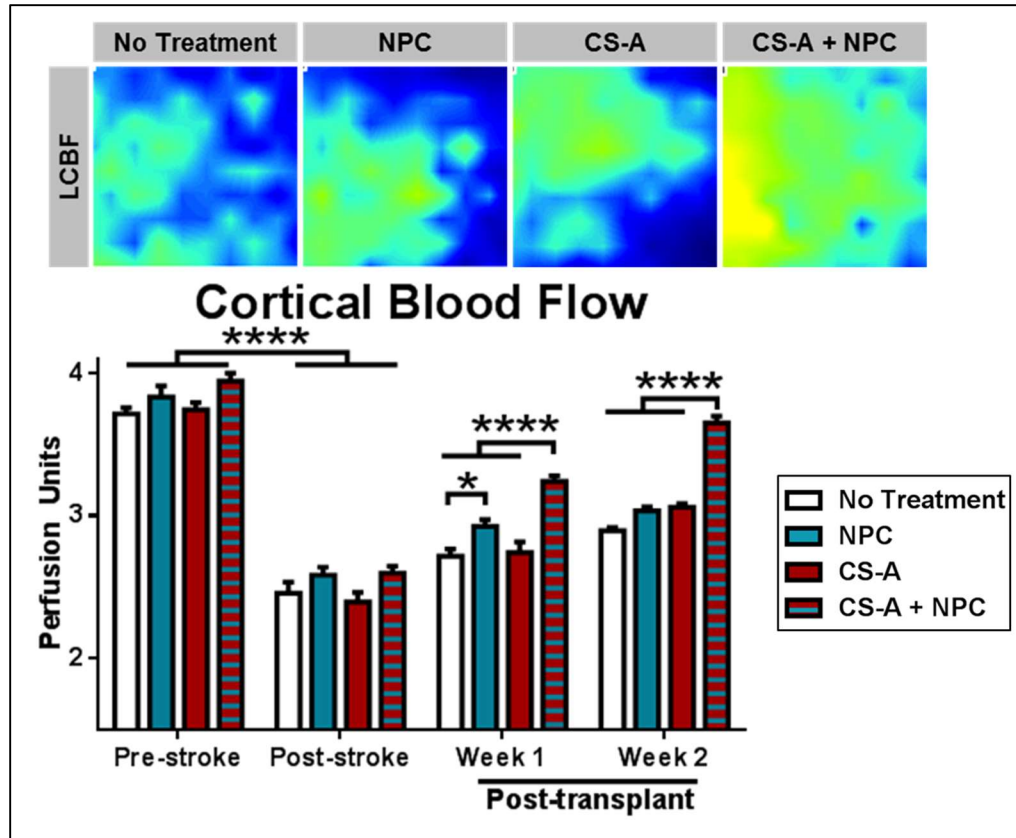 No Treatment NPC CS-A CS-A + NPC
LCBF
Cortical Blood Flow
****
4
****
****
*
3
2
Perfusion Units
No Treatment
NPC
CS-A
CS-A + NPC
Pre-stroke Post-stroke Week 1 Week 2
Post-transplant